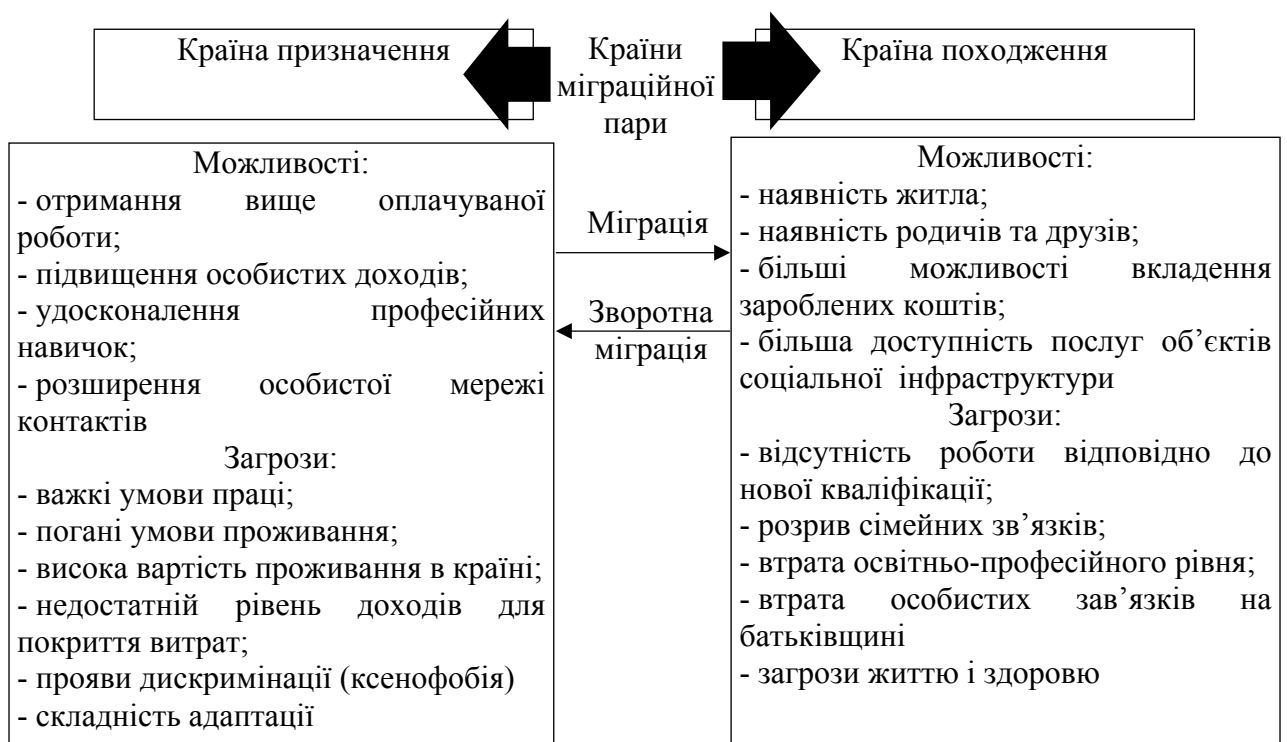 Країна призначення
Країни
міграційної
пари
Країна походження
Можливості:
- отримання вище оплачуваної
роботи;
- підвищення особистих доходів;
- удосконалення професійних
навичок;
- розширення особистої мережі
контактів
Загрози:
- важкі умови праці;
- погані умови проживання;
- висока вартість проживання в країні;
- недостатній рівень доходів для
покриття витрат;
- прояви дискримінації (ксенофобія)
- складність адаптації
Міграція
Зворотна
міграція
Можливості:
- наявність житла;
- наявність родичів та друзів;
- більші можливості вкладення
зароблених коштів;
- більша доступність послуг об’єктів
соціальної інфраструктури
Загрози:
- відсутність роботи відповідно до
нової кваліфікації;
- розрив сімейних зв’язків;
- втрата освітньо-професійного рівня;
- втрата особистих зав’язків на
батьківщині
- загрози життю і здоровю